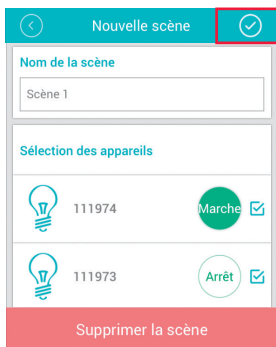 Nouvelle scène
Nom de la scène
Scène 1
Sélection des appareils
111974 Marche
111973 Arrêt
Supprimer la scène